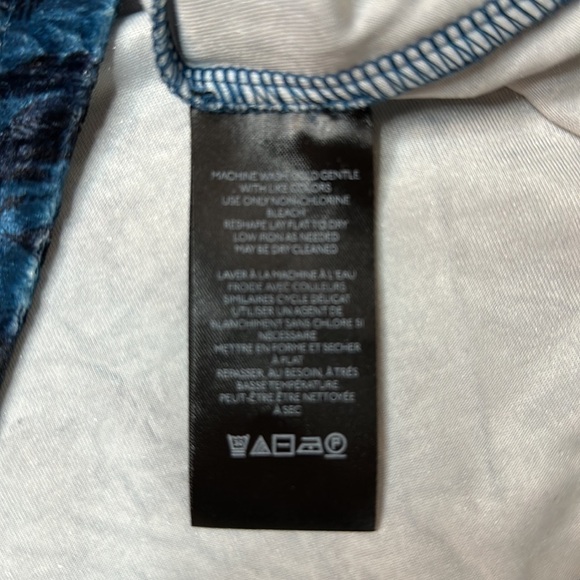 MACHINE WASH COLD GENTLE
WITH LIKE COLORS
USE ONLY NON-CHLORINE
BLEACH
RESHAPE LAY FLAT TO DRY
LOW IRON AS NEEDED
MAY BE DRY CLEANED
LAVER À LA MACHINE À L'EAU
FROIDE AVEC COULEURS
SIMILAIRES CYCLE DÉLICAT
UTILISER UN AGENT DE
BLANCHIMENT SANS CHLORE SI
NÉCESSAIRE
METTRE EN FORME ET SÉCHER
À PLAT
REPASSER, AU BESOIN, À TRÈS
BASSE TEMPÉRATURE
PEUT-ÊTRE ÊTRE NETTOYÉE
À SEC
P